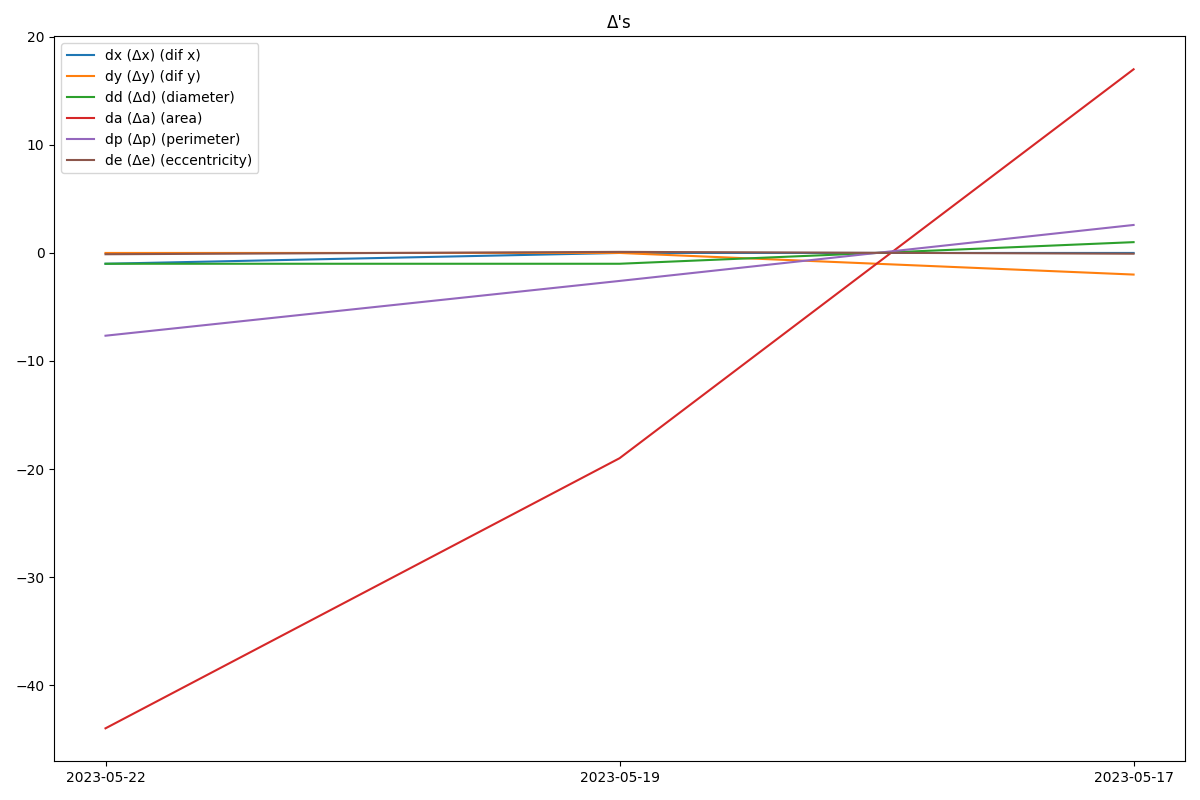 Δ's
dx (Δx) (dif x)
dy (Δy) (dif y)
dd (Δd) (diameter)
da (Δa) (area)
dp (Δp) (perimeter)
de (Δe) (eccentricity)
20
10
0
−10
−20
−30
−40
2023-05-22 2023-05-19 2023-05-17